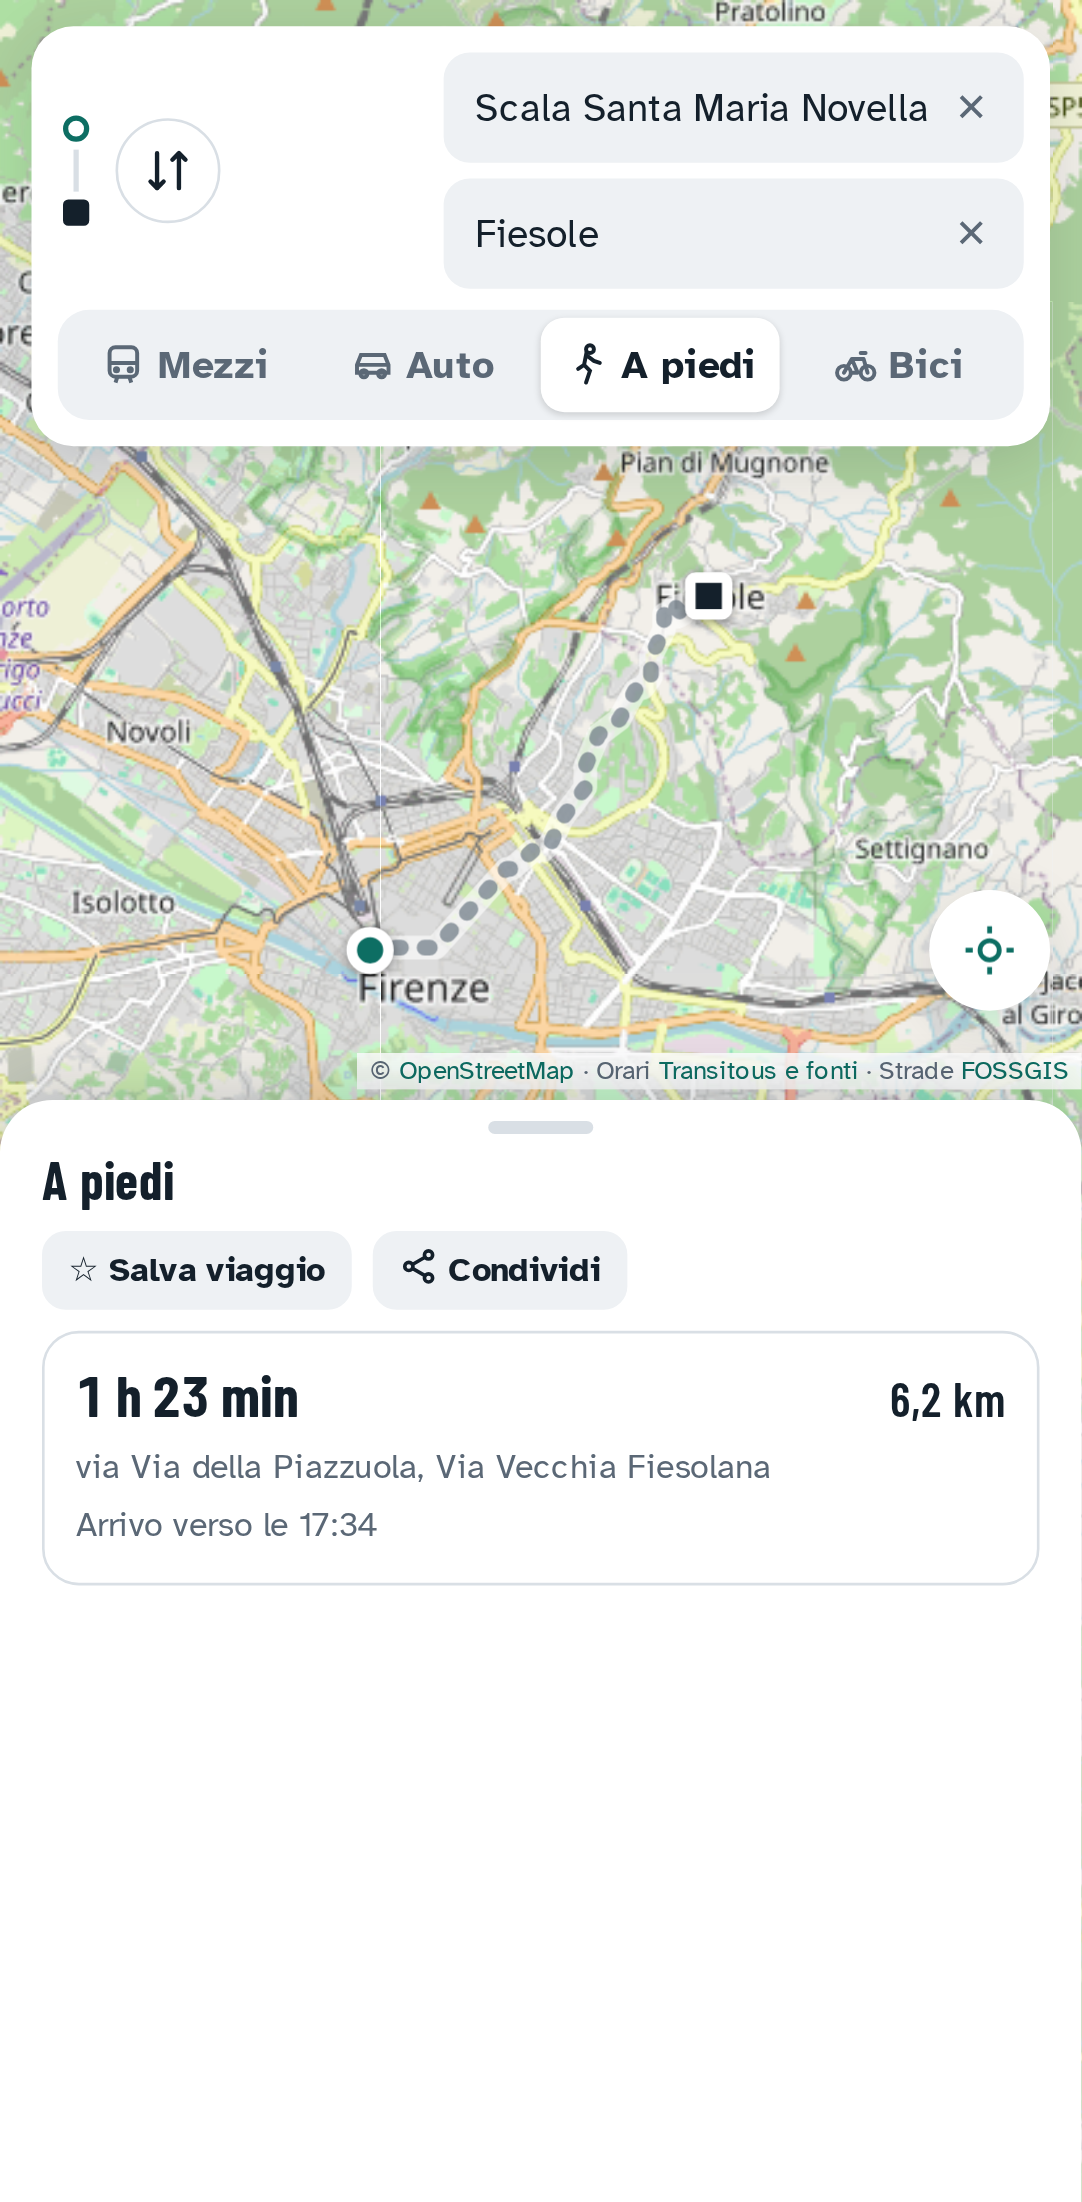 Pratolino
Scala Santa Maria Novella ✕
Fiesole ✕
Mezzi Auto A piedi Bici
Pian di Mugnone
Novoli
Settignano
Isolotto
Firenze
al Giro
© OpenStreetMap · Orari Transitous e fonti · Strade FOSSGIS
A piedi
☆ Salva viaggio Condividi
1 h 23 min 6,2 km
via Via della Piazzuola, Via Vecchia Fiesolana
Arrivo verso le 17:34